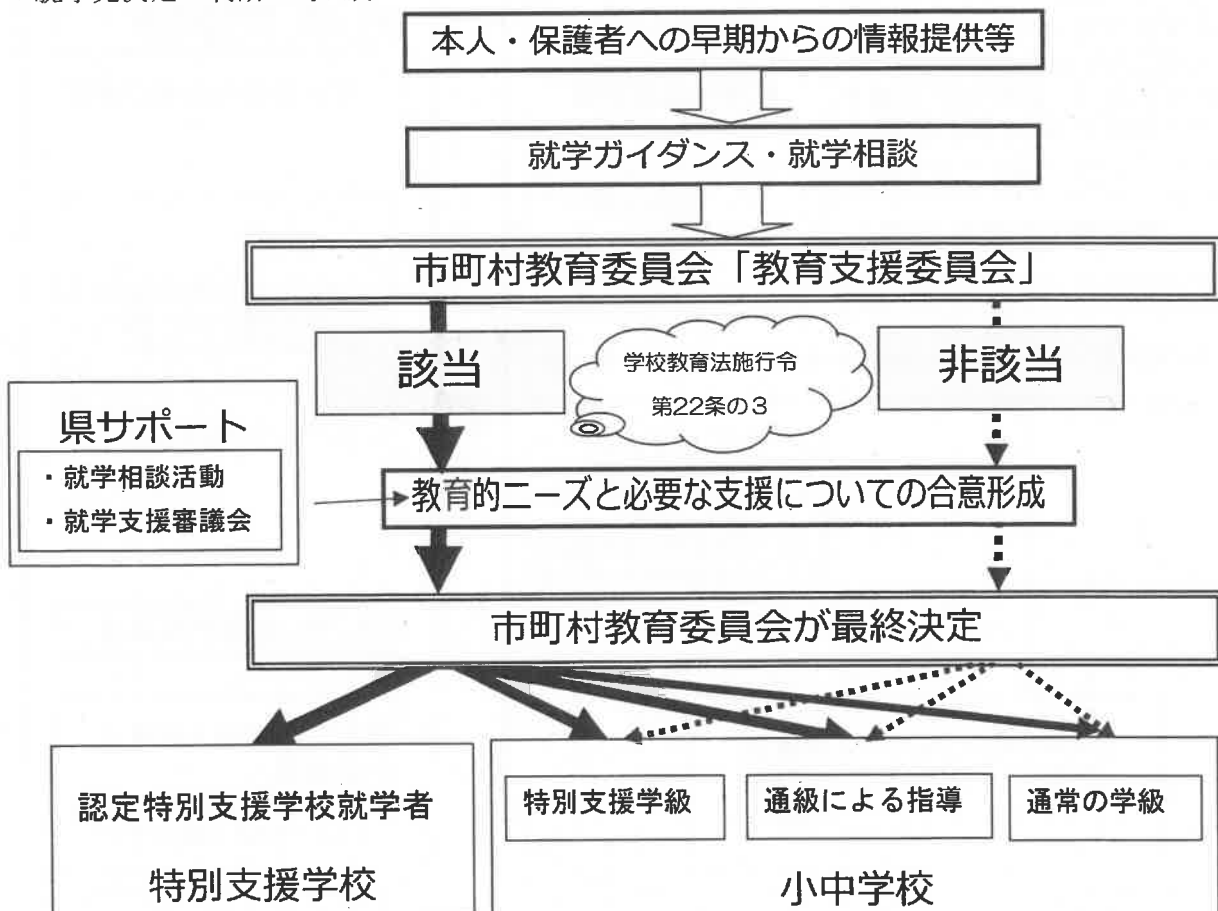 本人・保護者への早期からの情報提供等
就学ガイダンス・就学相談
市町村教育委員会「教育支援委員会」
該当
学校教育法施行令
第22条の3
非該当
県サポート
・就学相談活動
・就学支援審議会
教育的ニーズと必要な支援についての合意形成
市町村教育委員会が最終決定
認定特別支援学校就学者
特別支援学校
特別支援学級
通級による指導
通常の学級
小中学校